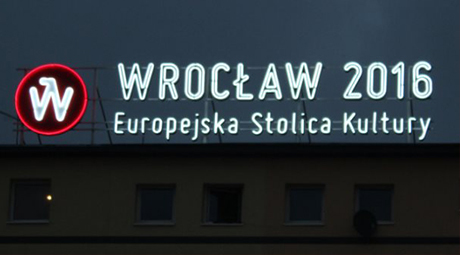 WROCŁAW 2016
Europejska Stolica Kultury